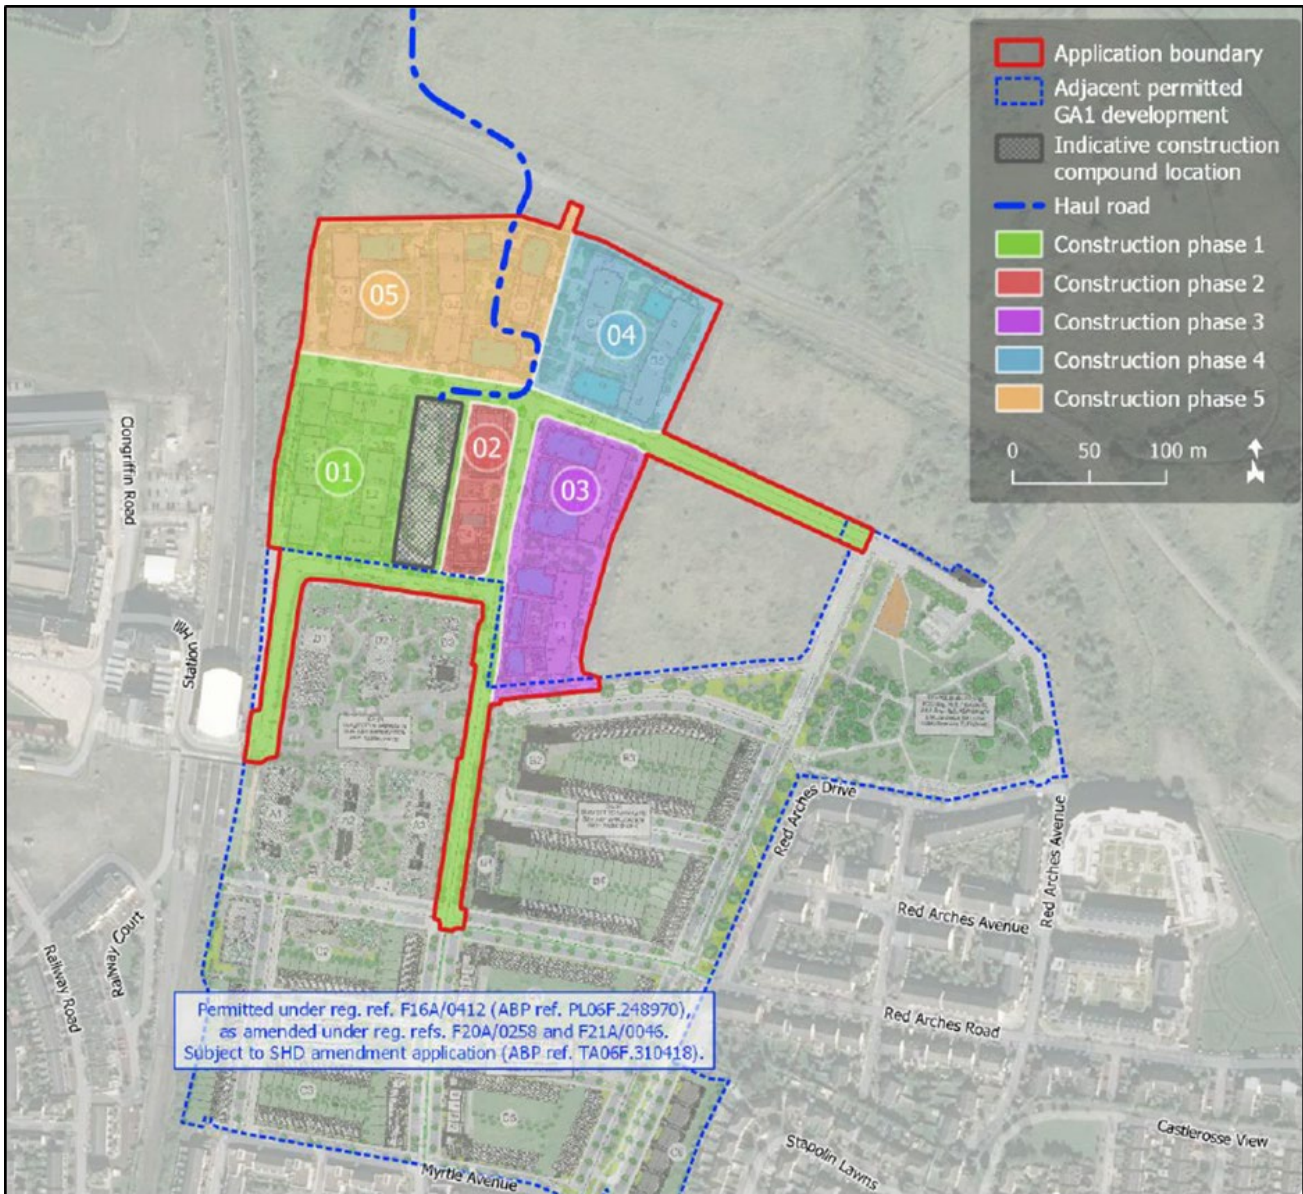 Application boundary
Adjacent permitted
GA1 development
Indicative construction
compound location
Haul road
Construction phase 1
Construction phase 2
Construction phase 3
Construction phase 4
Construction phase 5
0 50 100 m
05
04
01
02
03
Clongriffin Road
Station Hill
Railway Road
Railway Court
Red Arches Drive
Red Arches Avenue
Red Arches Avenue
Red Arches Road
Permitted under reg. ref. F16A/0412 (ABP ref. PL06F.248970),
as amended under reg. refs. F20A/0258 and F21A/0046.
Subject to SHD amendment application (ABP ref. TA06F.310418).
Myrtle Avenue
Stapolin Lawns
Castlerosse View